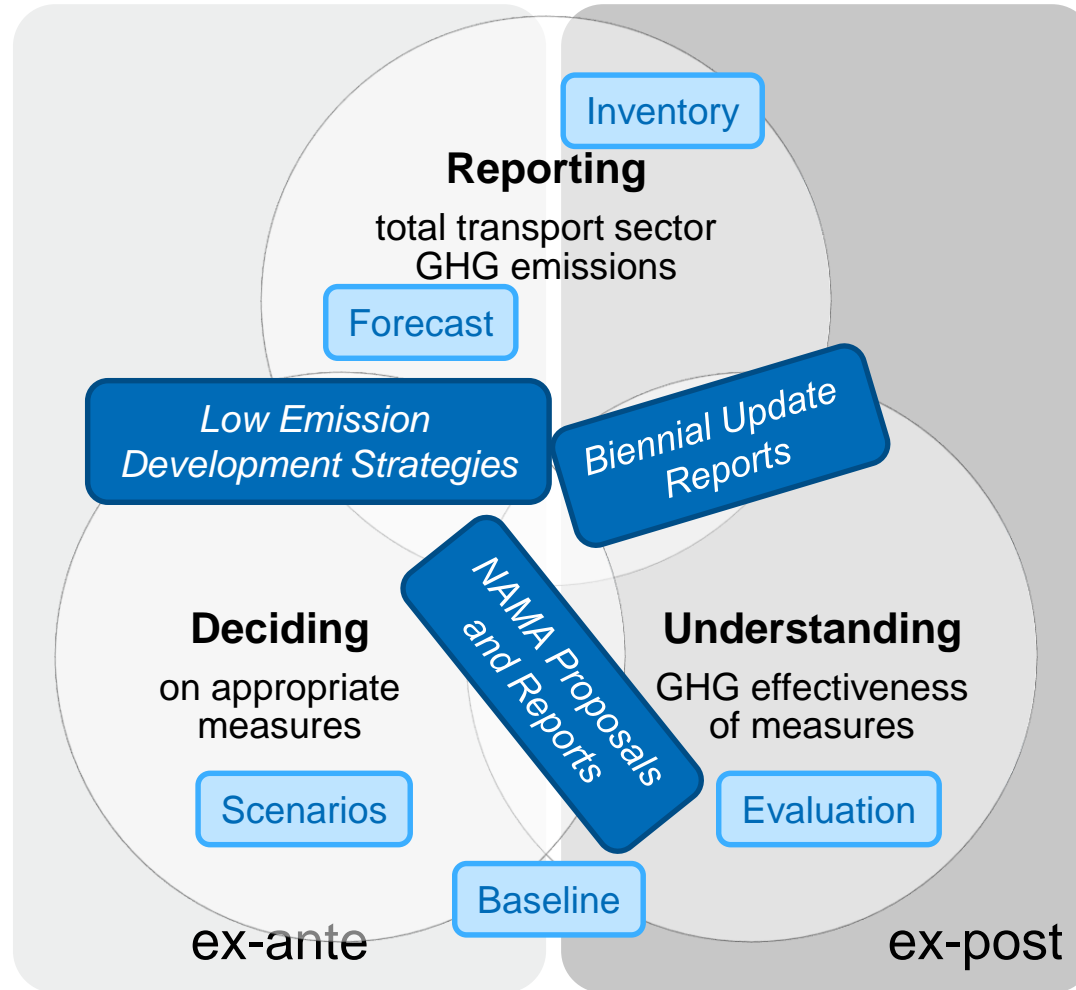 Inventory
Reporting
total transport sector
GHG emissions
Forecast
Low Emission
Development Strategies
Biennial Update
Reports
NAMA Proposals
and Reports
Deciding
on appropriate
measures
Understanding
GHG effectiveness
of measures
Scenarios
Evaluation
Baseline
ex-ante
ex-post